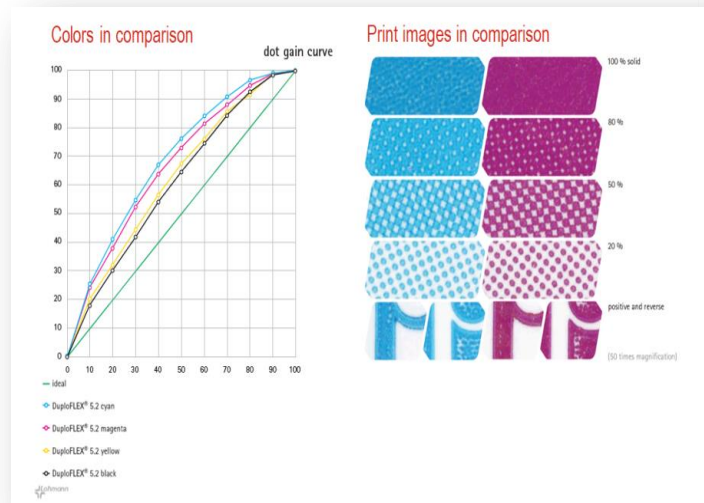 Colors in comparison
dot gain curve
100
90
80
70
60
50
40
30
20
10
0
0 10 20 30 40 50 60 70 80 90 100
ideal
DuploFLEX® 5.2 cyan
DuploFLEX® 5.2 magenta
DuploFLEX® 5.2 yellow
DuploFLEX® 5.2 black
Lohmann
Print images in comparison
100 % solid
80 %
50 %
20 %
positive and reverse
(50 times magnification)